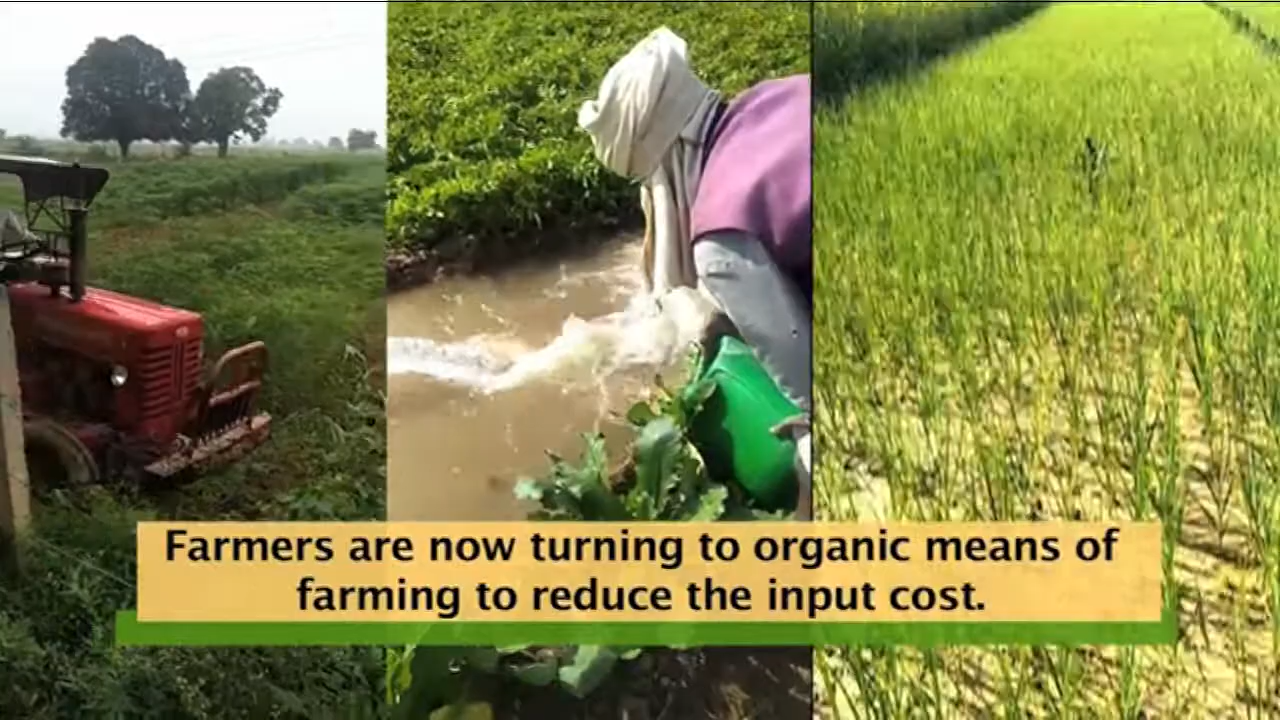 Farmers are now turning to organic means of
farming to reduce the input cost.